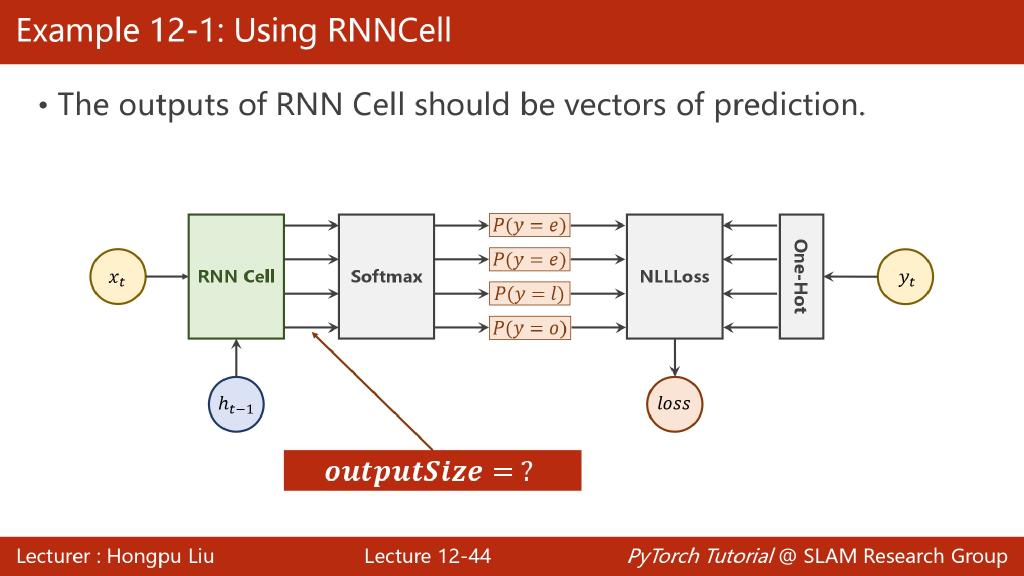 Example 12-1: Using RNNCell
• The outputs of RNN Cell should be vectors of prediction.
x_t
RNN Cell
Softmax
P(y = e)
P(y = e)
P(y = l)
P(y = o)
NLLLoss
One-Hot
y_t
h_{t-1}
loss
outputSize = ?
Lecturer : Hongpu Liu
Lecture 12-44
PyTorch Tutorial @ SLAM Research Group